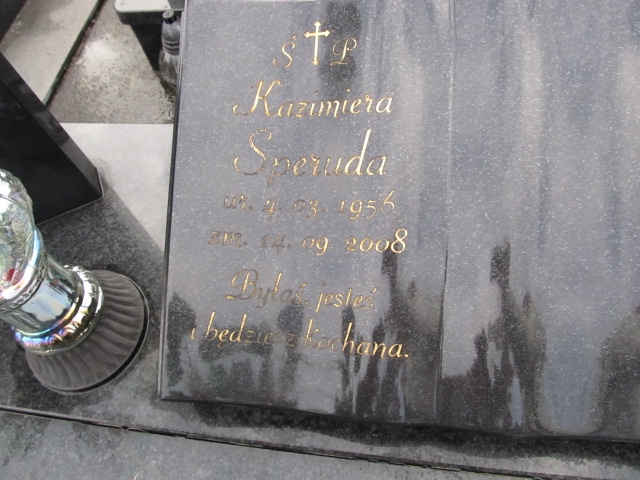 Ś P
Kazimiera
Speruda
ur. 4. 03. 1956
zm. 14. 09. 2008
Byłaś, jesteś
i będziesz kochana.